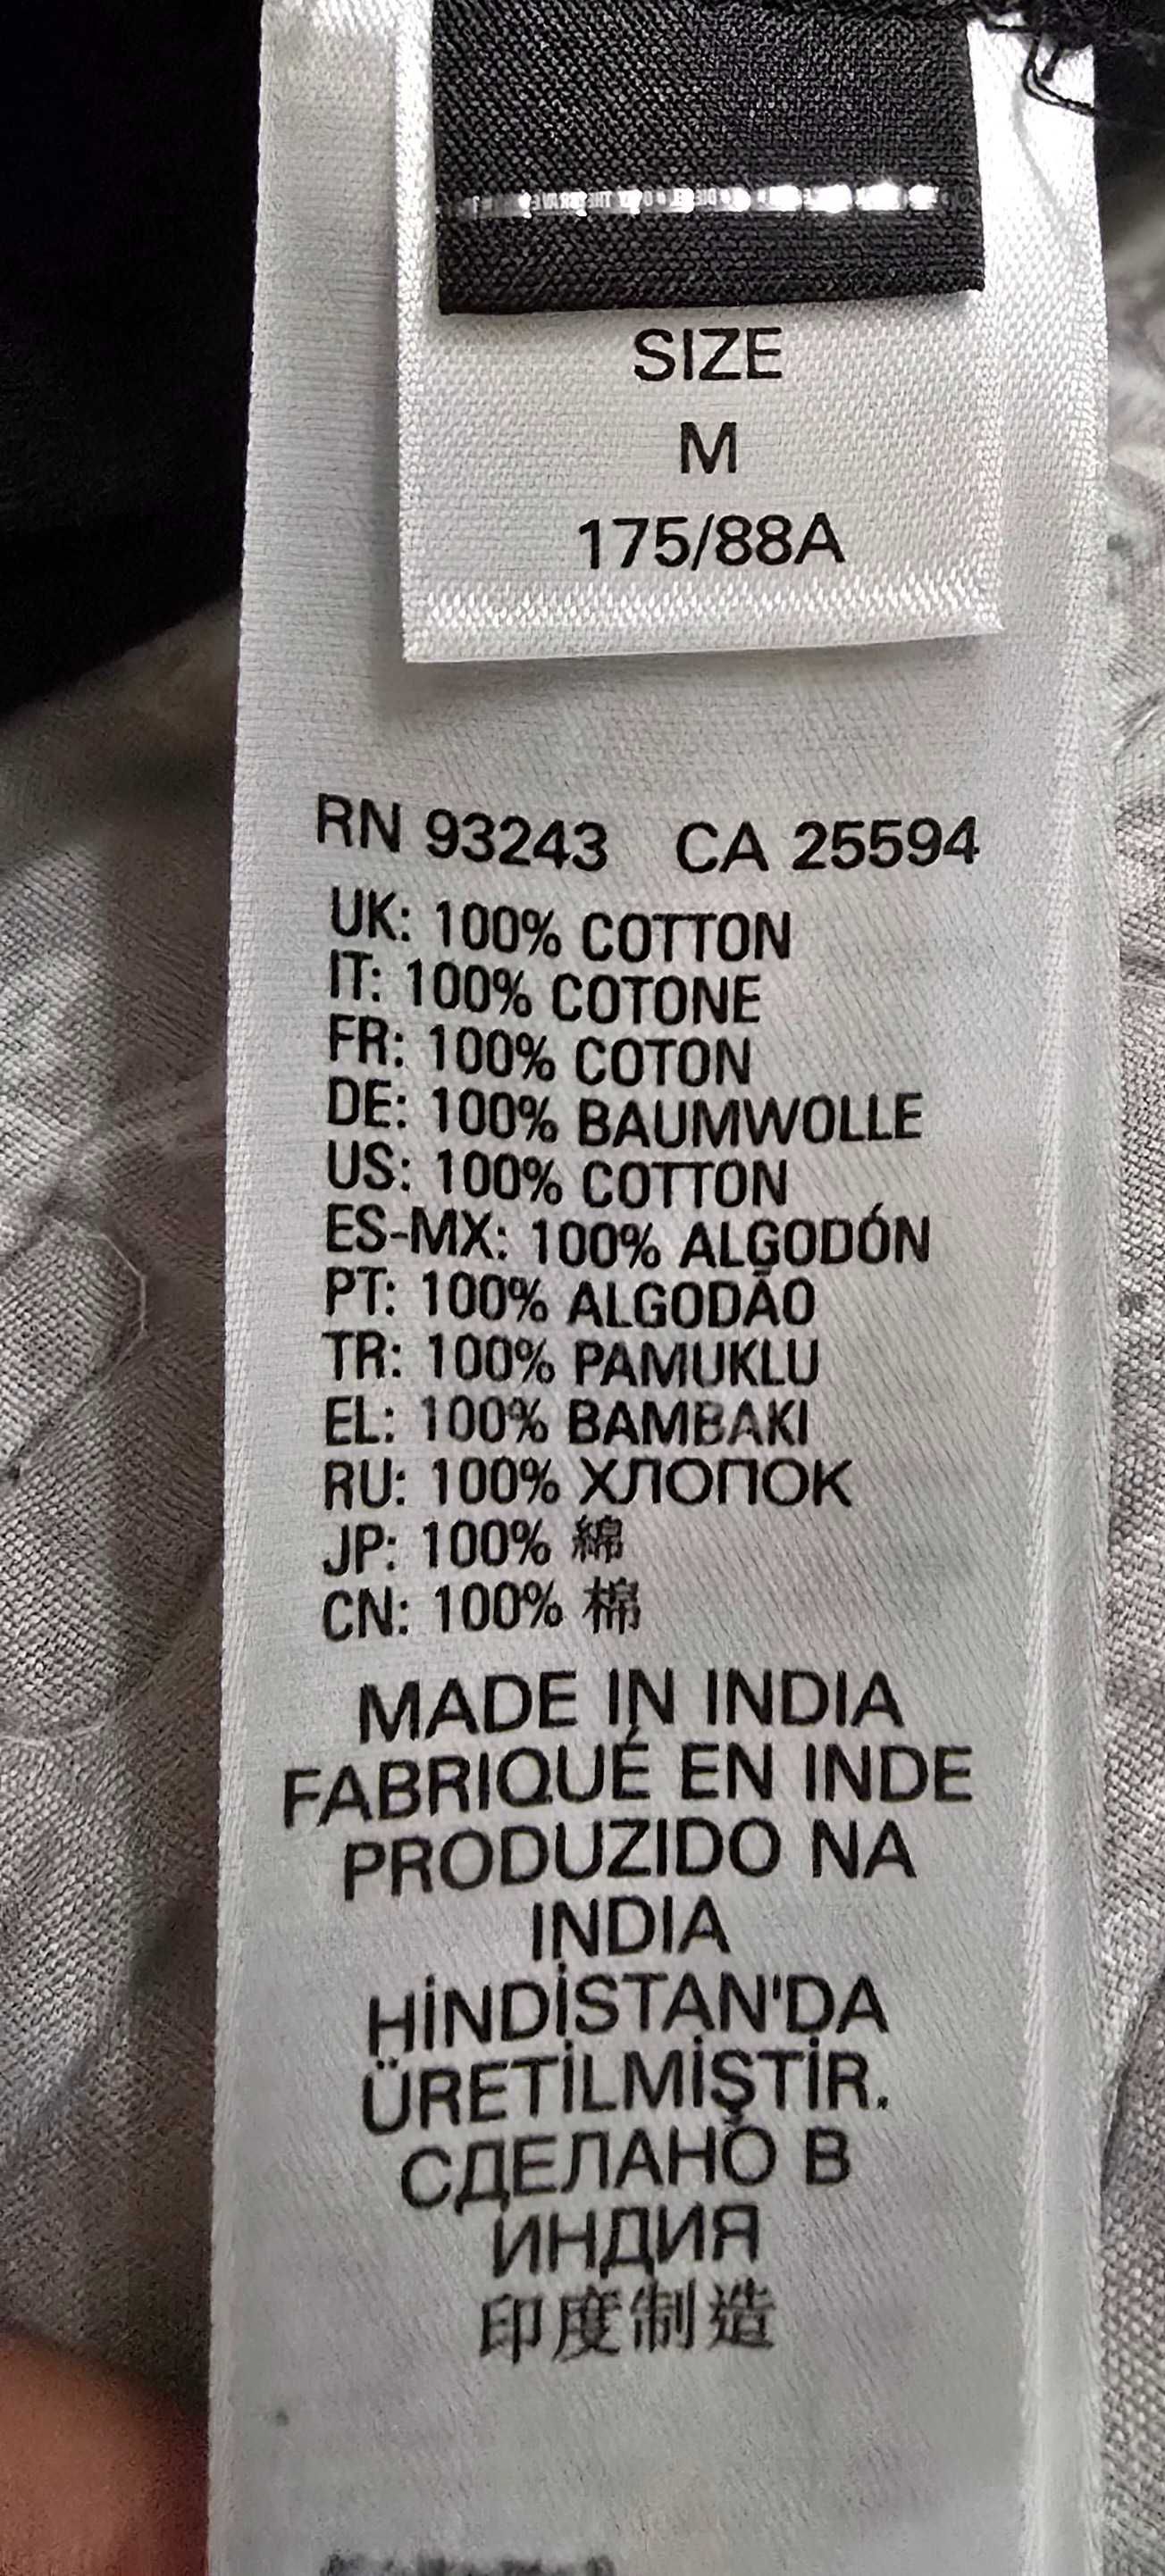 SIZE
M
175/88A
RN 93243 CA 25594
UK: 100% COTTON
IT: 100% COTONE
FR: 100% COTON
DE: 100% BAUMWOLLE
US: 100% COTTON
ES-MX: 100% ALGODÓN
PT: 100% ALGODÃO
TR: 100% PAMUKLU
EL: 100% BAMBAKI
RU: 100% ХЛОПОК
JP: 100% 綿
CN: 100% 棉
MADE IN INDIA
FABRIQUÉ EN INDE
PRODUZIDO NA
INDIA
HİNDİSTAN'DA
ÜRETİLMİŞTİR.
СДЕЛАНО В
ИНДИЯ
印度制造